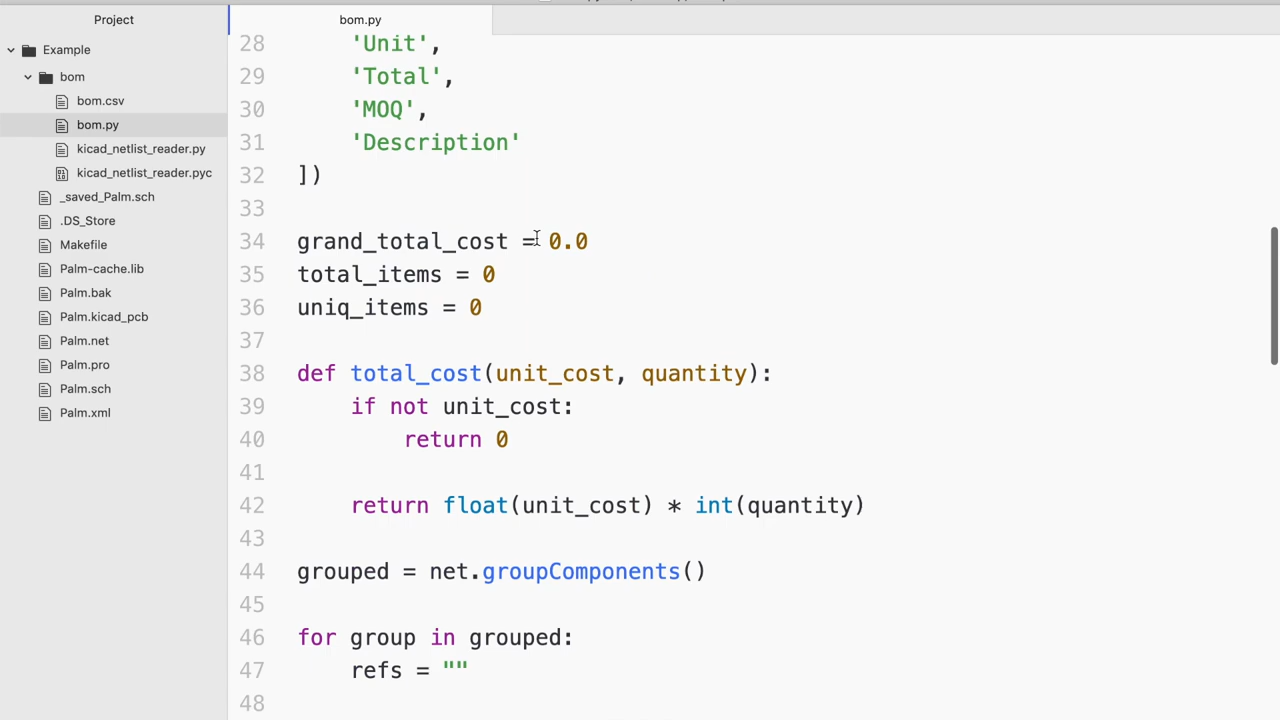 Project
Example
bom
bom.csv
bom.py
kicad_netlist_reader.py
kicad_netlist_reader.pyc
_saved_Palm.sch
.DS_Store
Makefile
Palm-cache.lib
Palm.bak
Palm.kicad_pcb
Palm.net
Palm.pro
Palm.sch
Palm.xml
bom.py
28 'Unit',
29 'Total',
30 'MOQ',
31 'Description'
32 ])
33
34 grand_total_cost = 0.0
35 total_items = 0
36 uniq_items = 0
37
38 def total_cost(unit_cost, quantity):
39 if not unit_cost:
40 return 0
41
42 return float(unit_cost) * int(quantity)
43
44 grouped = net.groupComponents()
45
46 for group in grouped:
47 refs = ""
48